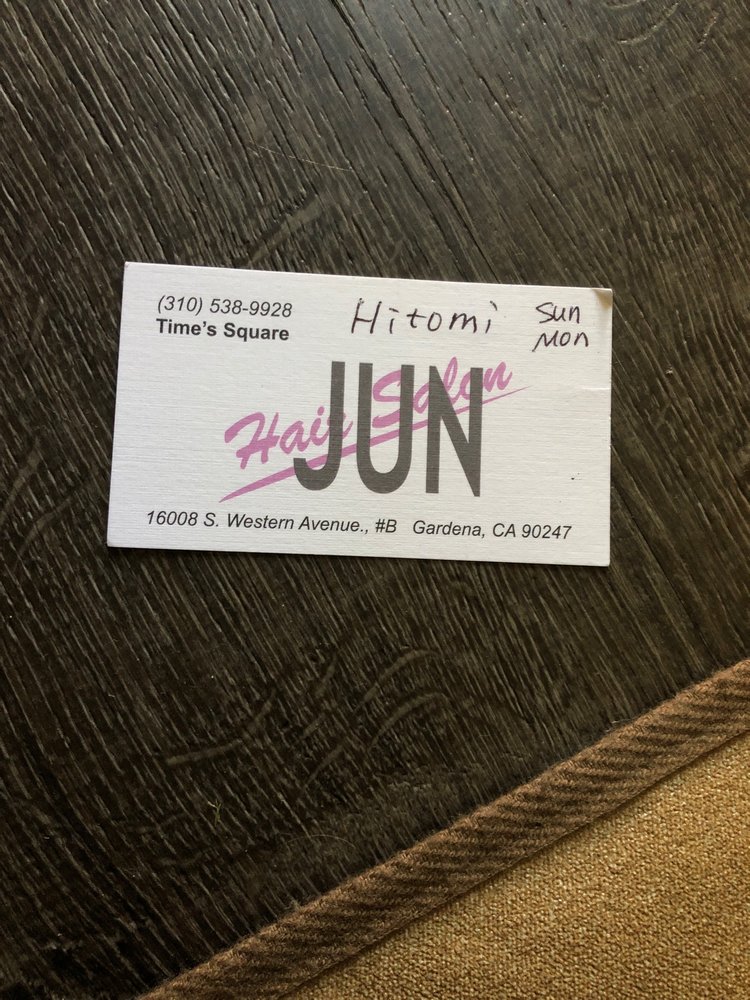 (310) 538-9928
Time's Square
Hitomi
Sun
Mon
Hair Salon
JUN
16008 S. Western Avenue., #B Gardena, CA 90247